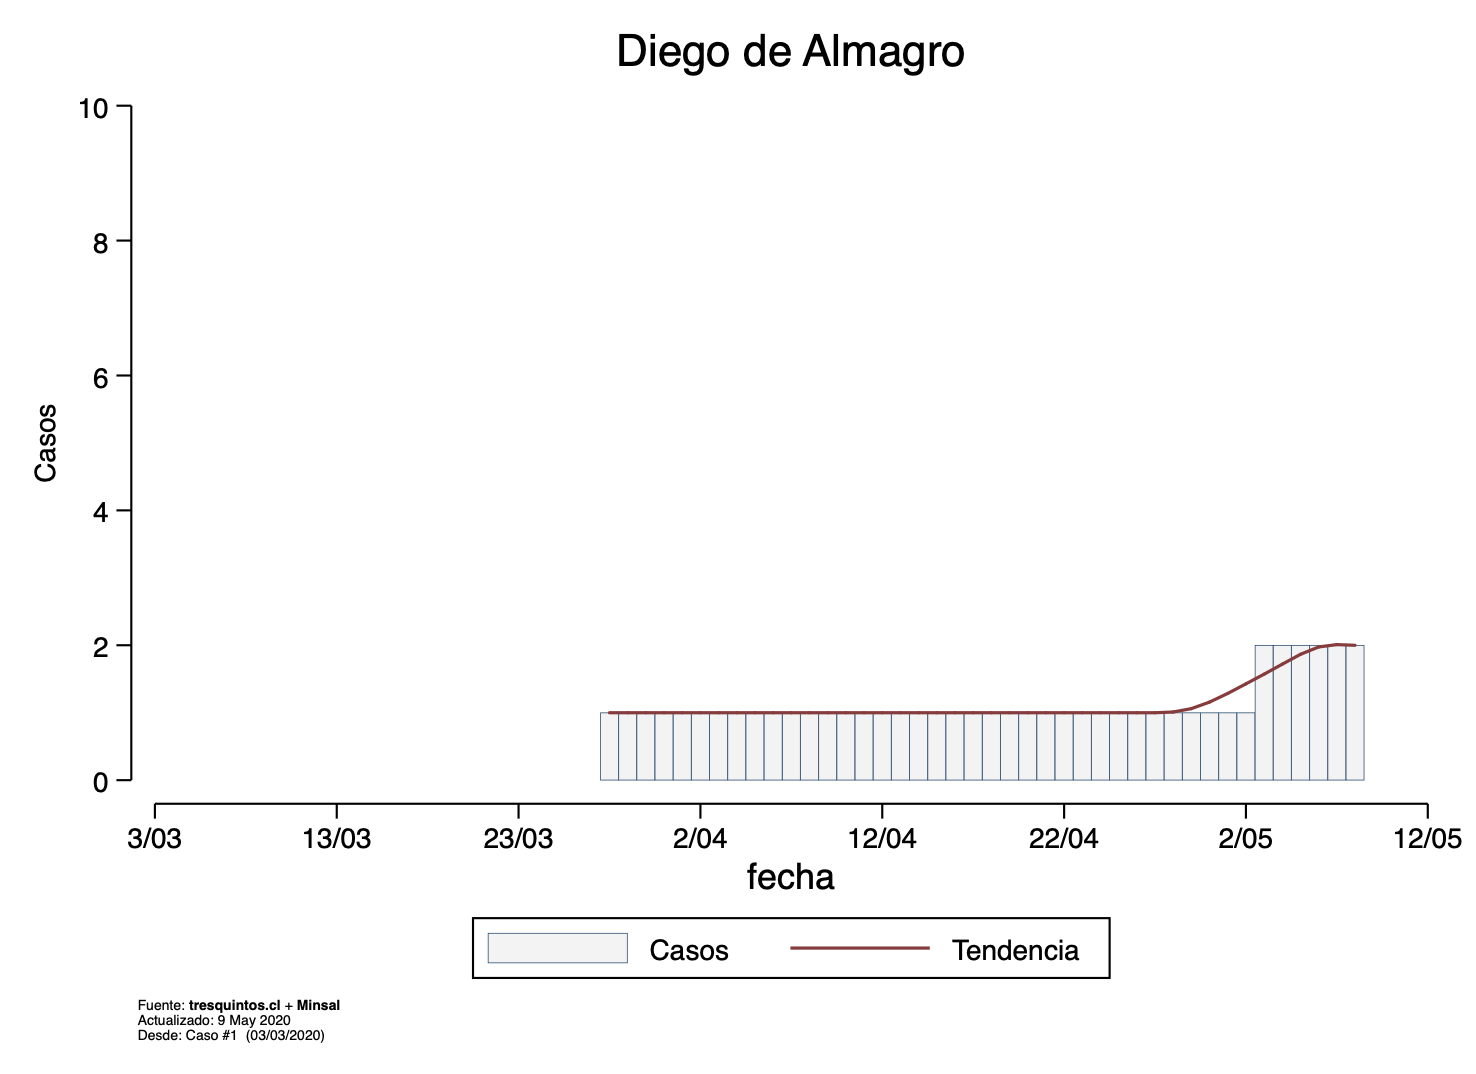 Diego de Almagro
10
8
6
4
2
0
Casos
3/03 13/03 23/03 2/04 12/04 22/04 2/05 12/05
fecha
Casos Tendencia
Fuente: tresquintos.cl + Minsal
Actualizado: 9 May 2020
Desde: Caso #1 (03/03/2020)